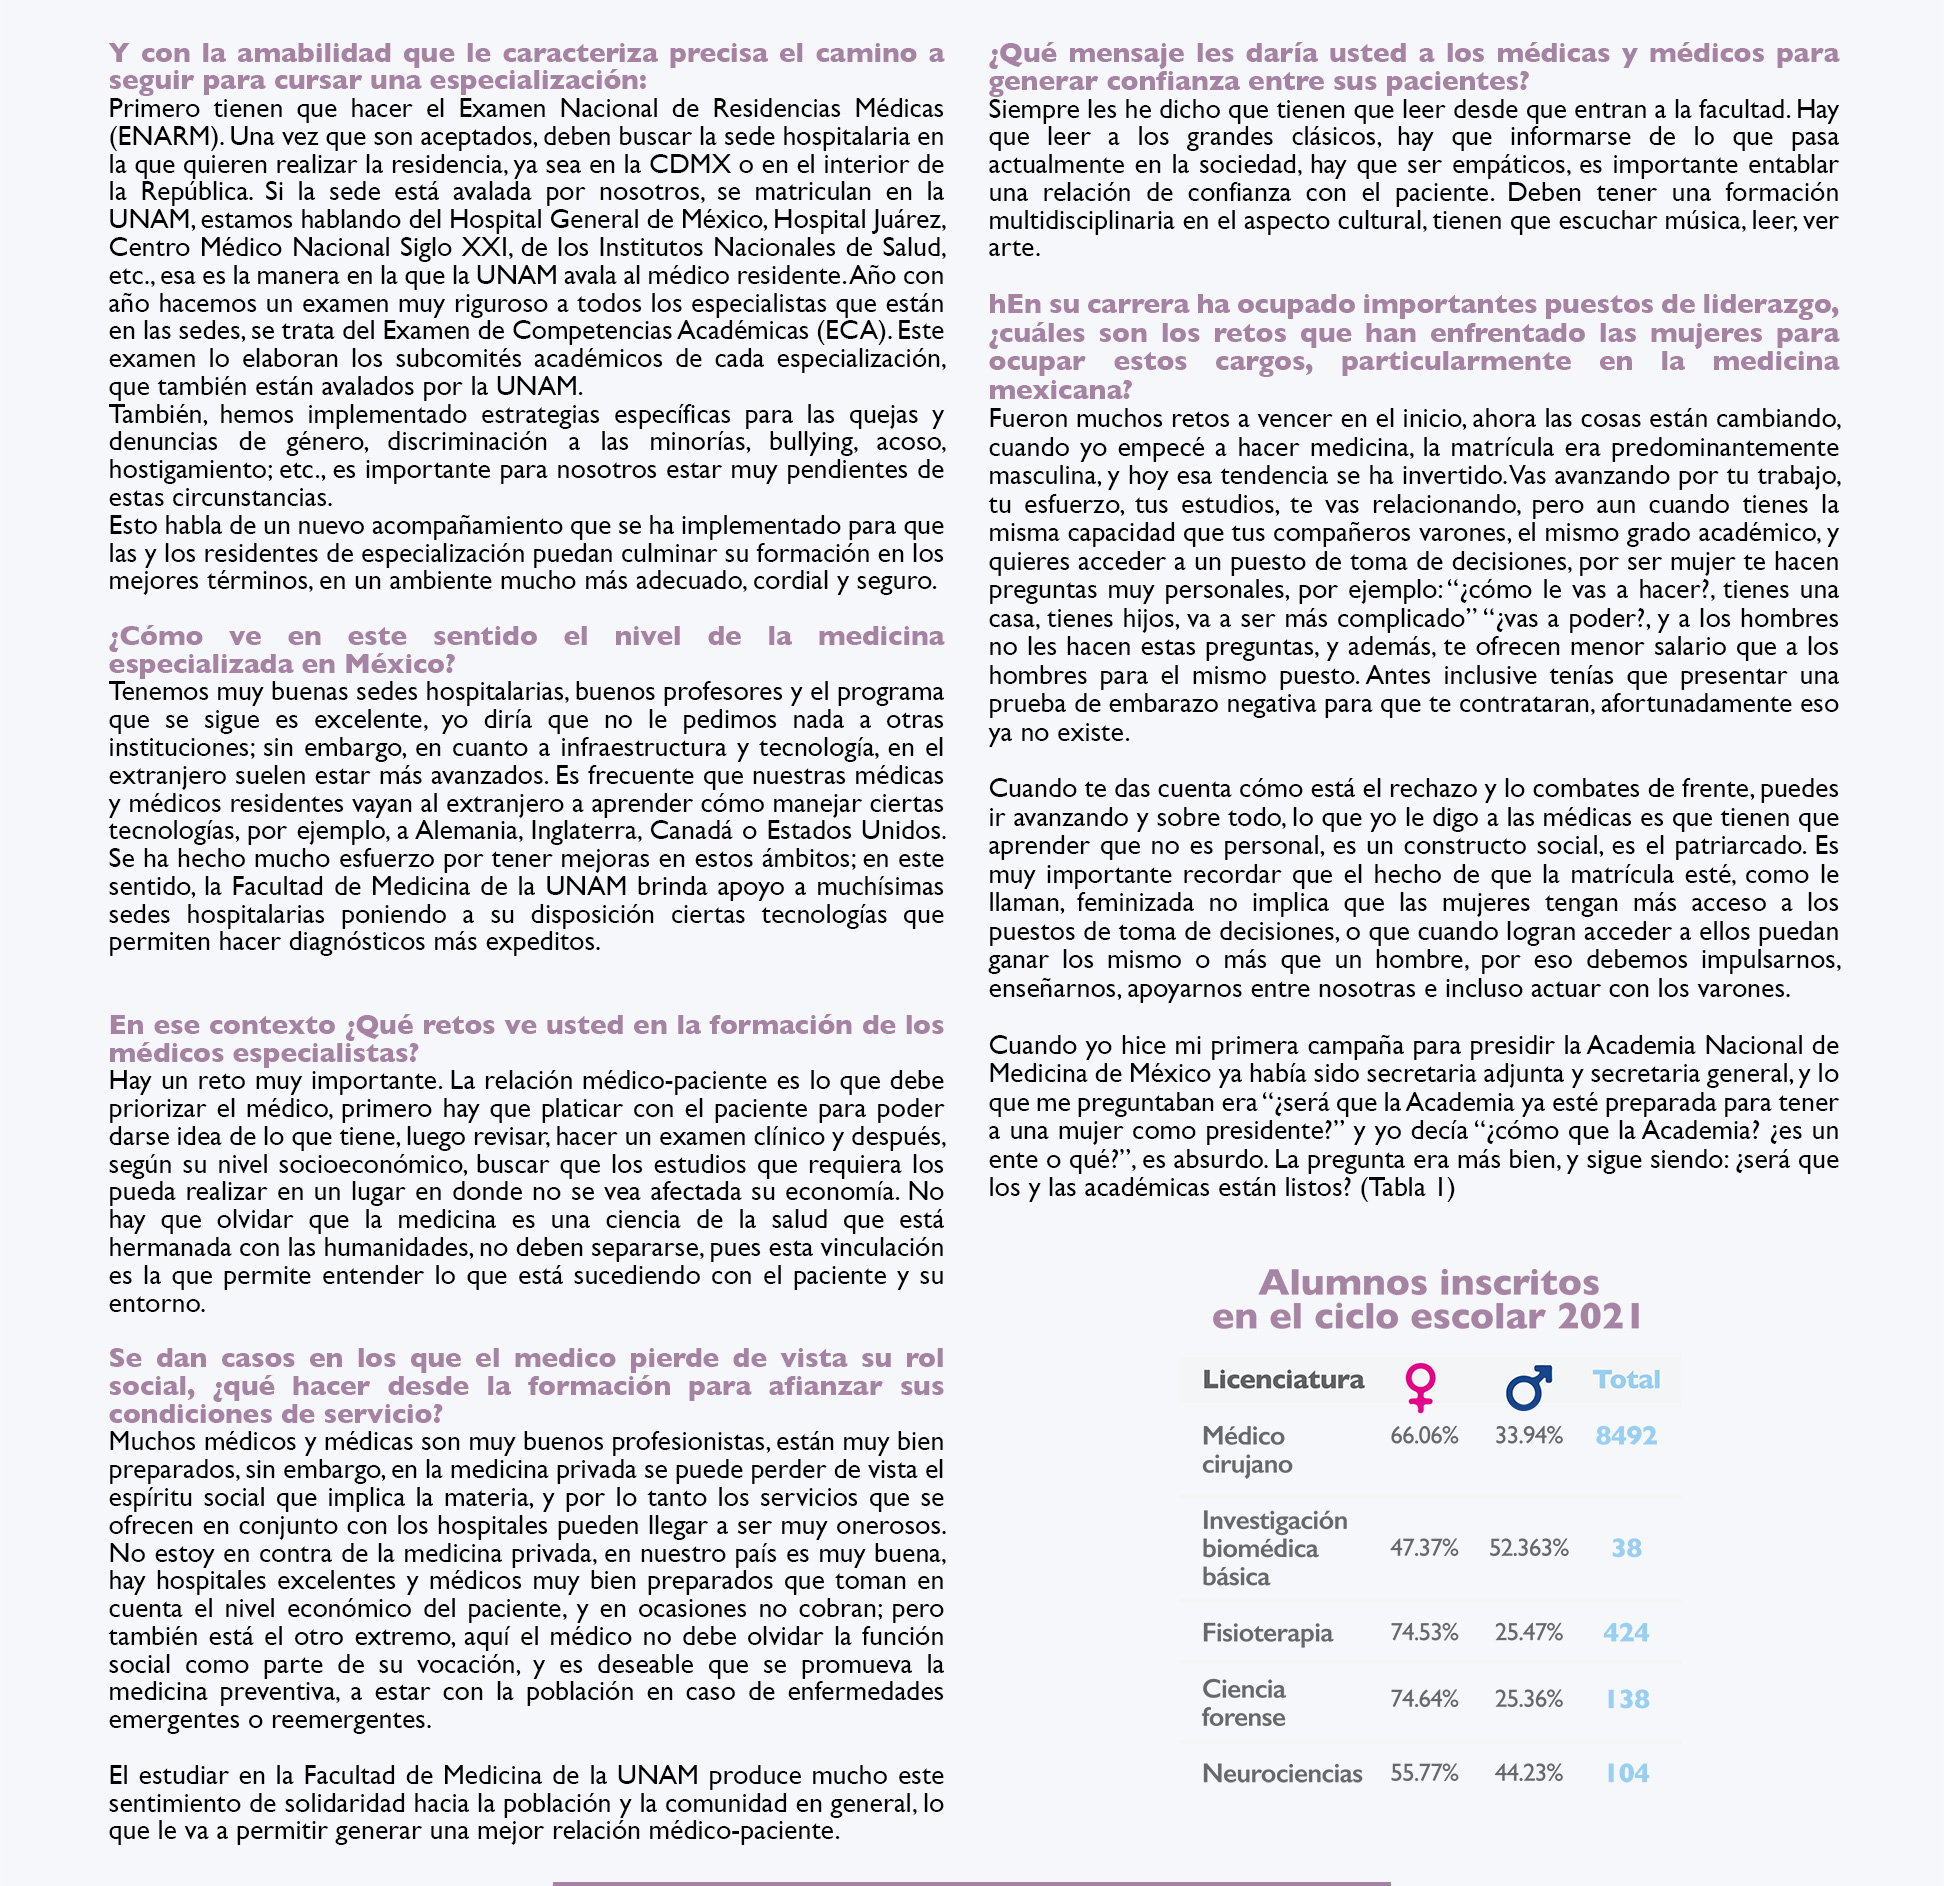 Y con la amabilidad que le caracteriza precisa el camino a
seguir para cursar una especialización:
Primero tienen que hacer el Examen Nacional de Residencias Médicas
(ENARM). Una vez que son aceptados, deben buscar la sede hospitalaria en
la que quieren realizar la residencia, ya sea en la CDMX o en el interior de
la República. Si la sede está avalada por nosotros, se matriculan en la
UNAM, estamos hablando del Hospital General de México, Hospital Juárez,
Centro Médico Nacional Siglo XXI, de los Institutos Nacionales de Salud,
etc., esa es la manera en la que la UNAM avala al médico residente. Año con
año hacemos un examen muy riguroso a todos los especialistas que están
en las sedes, se trata del Examen de Competencias Académicas (ECA). Este
examen lo elaboran los subcomités académicos de cada especialización,
que también están avalados por la UNAM.
También, hemos implementado estrategias específicas para las quejas y
denuncias de género, discriminación a las minorías, bullying, acoso,
hostigamiento; etc., es importante para nosotros estar muy pendientes de
estas circunstancias.
Esto habla de un nuevo acompañamiento que se ha implementado para que
las y los residentes de especialización puedan culminar su formación en los
mejores términos, en un ambiente mucho más adecuado, cordial y seguro.
¿Cómo ve en este sentido el nivel de la medicina
especializada en México?
Tenemos muy buenas sedes hospitalarias, buenos profesores y el programa
que se sigue es excelente, yo diría que no le pedimos nada a otras
instituciones; sin embargo, en cuanto a infraestructura y tecnología, en el
extranjero suelen estar más avanzados. Es frecuente que nuestras médicas
y médicos residentes vayan al extranjero a aprender cómo manejar ciertas
tecnologías, por ejemplo, a Alemania, Inglaterra, Canadá o Estados Unidos.
Se ha hecho mucho esfuerzo por tener mejoras en estos ámbitos; en este
sentido, la Facultad de Medicina de la UNAM brinda apoyo a muchísimas
sedes hospitalarias poniendo a su disposición ciertas tecnologías que
permiten hacer diagnósticos más expeditos.
En ese contexto ¿Qué retos ve usted en la formación de los
médicos especialistas?
Hay un reto muy importante. La relación médico-paciente es lo que debe
priorizar el médico, primero hay que platicar con el paciente para poder
darse idea de lo que tiene, luego revisar, hacer un examen clínico y después,
según su nivel socioeconómico, buscar que los estudios que requiera los
pueda realizar en un lugar en donde no se vea afectada su economía. No
hay que olvidar que la medicina es una ciencia de la salud que está
hermanada con las humanidades, no deben separarse, pues esta vinculación
es la que permite entender lo que está sucediendo con el paciente y su
entorno.
Se dan casos en los que el medico pierde de vista su rol
social, ¿qué hacer desde la formación para afianzar sus
condiciones de servicio?
Muchos médicos y médicas son muy buenos profesionistas, están muy bien
preparados, sin embargo, en la medicina privada se puede perder de vista el
espíritu social que implica la materia, y por lo tanto los servicios que se
ofrecen en conjunto con los hospitales pueden llegar a ser muy onerosos.
No estoy en contra de la medicina privada, en nuestro país es muy buena,
hay hospitales excelentes y médicos muy bien preparados que toman en
cuenta el nivel económico del paciente, y en ocasiones no cobran; pero
también está el otro extremo, aquí el médico no debe olvidar la función
social como parte de su vocación, y es deseable que se promueva la
medicina preventiva, a estar con la población en caso de enfermedades
emergentes o reemergentes.
El estudiar en la Facultad de Medicina de la UNAM produce mucho este
sentimiento de solidaridad hacia la población y la comunidad en general, lo
que le va a permitir generar una mejor relación médico-paciente.
¿Qué mensaje les daría usted a los médicas y médicos para
generar confianza entre sus pacientes?
Siempre les he dicho que tienen que leer desde que entran a la facultad. Hay
que leer a los grandes clásicos, hay que informarse de lo que pasa
actualmente en la sociedad, hay que ser empáticos, es importante entablar
una relación de confianza con el paciente. Deben tener una formación
multidisciplinaria en el aspecto cultural, tienen que escuchar música, leer, ver
arte.
hEn su carrera ha ocupado importantes puestos de liderazgo,
¿cuáles son los retos que han enfrentado las mujeres para
ocupar estos cargos, particularmente en la medicina
mexicana?
Fueron muchos retos a vencer en el inicio, ahora las cosas están cambiando,
cuando yo empecé a hacer medicina, la matrícula era predominantemente
masculina, y hoy esa tendencia se ha invertido. Vas avanzando por tu trabajo,
tu esfuerzo, tus estudios, te vas relacionando, pero aun cuando tienes la
misma capacidad que tus compañeros varones, el mismo grado académico, y
quieres acceder a un puesto de toma de decisiones, por ser mujer te hacen
preguntas muy personales, por ejemplo: “¿cómo le vas a hacer?, tienes una
casa, tienes hijos, va a ser más complicado” “¿vas a poder?, y a los hombres
no les hacen estas preguntas, y además, te ofrecen menor salario que a los
hombres para el mismo puesto. Antes inclusive tenías que presentar una
prueba de embarazo negativa para que te contrataran, afortunadamente eso
ya no existe.
Cuando te das cuenta cómo está el rechazo y lo combates de frente, puedes
ir avanzando y sobre todo, lo que yo le digo a las médicas es que tienen que
aprender que no es personal, es un constructo social, es el patriarcado. Es
muy importante recordar que el hecho de que la matrícula esté, como le
llaman, feminizada no implica que las mujeres tengan más acceso a los
puestos de toma de decisiones, o que cuando logran acceder a ellos puedan
ganar los mismo o más que un hombre, por eso debemos impulsarnos,
enseñarnos, apoyarnos entre nosotras e incluso actuar con los varones.
Cuando yo hice mi primera campaña para presidir la Academia Nacional de
Medicina de México ya había sido secretaria adjunta y secretaria general, y lo
que me preguntaban era “¿será que la Academia ya esté preparada para tener
a una mujer como presidente?” y yo decía “¿cómo que la Academia? ¿es un
ente o qué?”, es absurdo. La pregunta era más bien, y sigue siendo: ¿será que
los y las académicas están listos? (Tabla 1)
Alumnos inscritos
en el ciclo escolar 2021
Licenciatura ♀ ♂ Total
Médico 66.06% 33.94% 8492
cirujano
Investigación
biomédica 47.37% 52.363% 38
básica
Fisioterapia 74.53% 25.47% 424
Ciencia
forense 74.64% 25.36% 138
Neurociencias 55.77% 44.23% 104